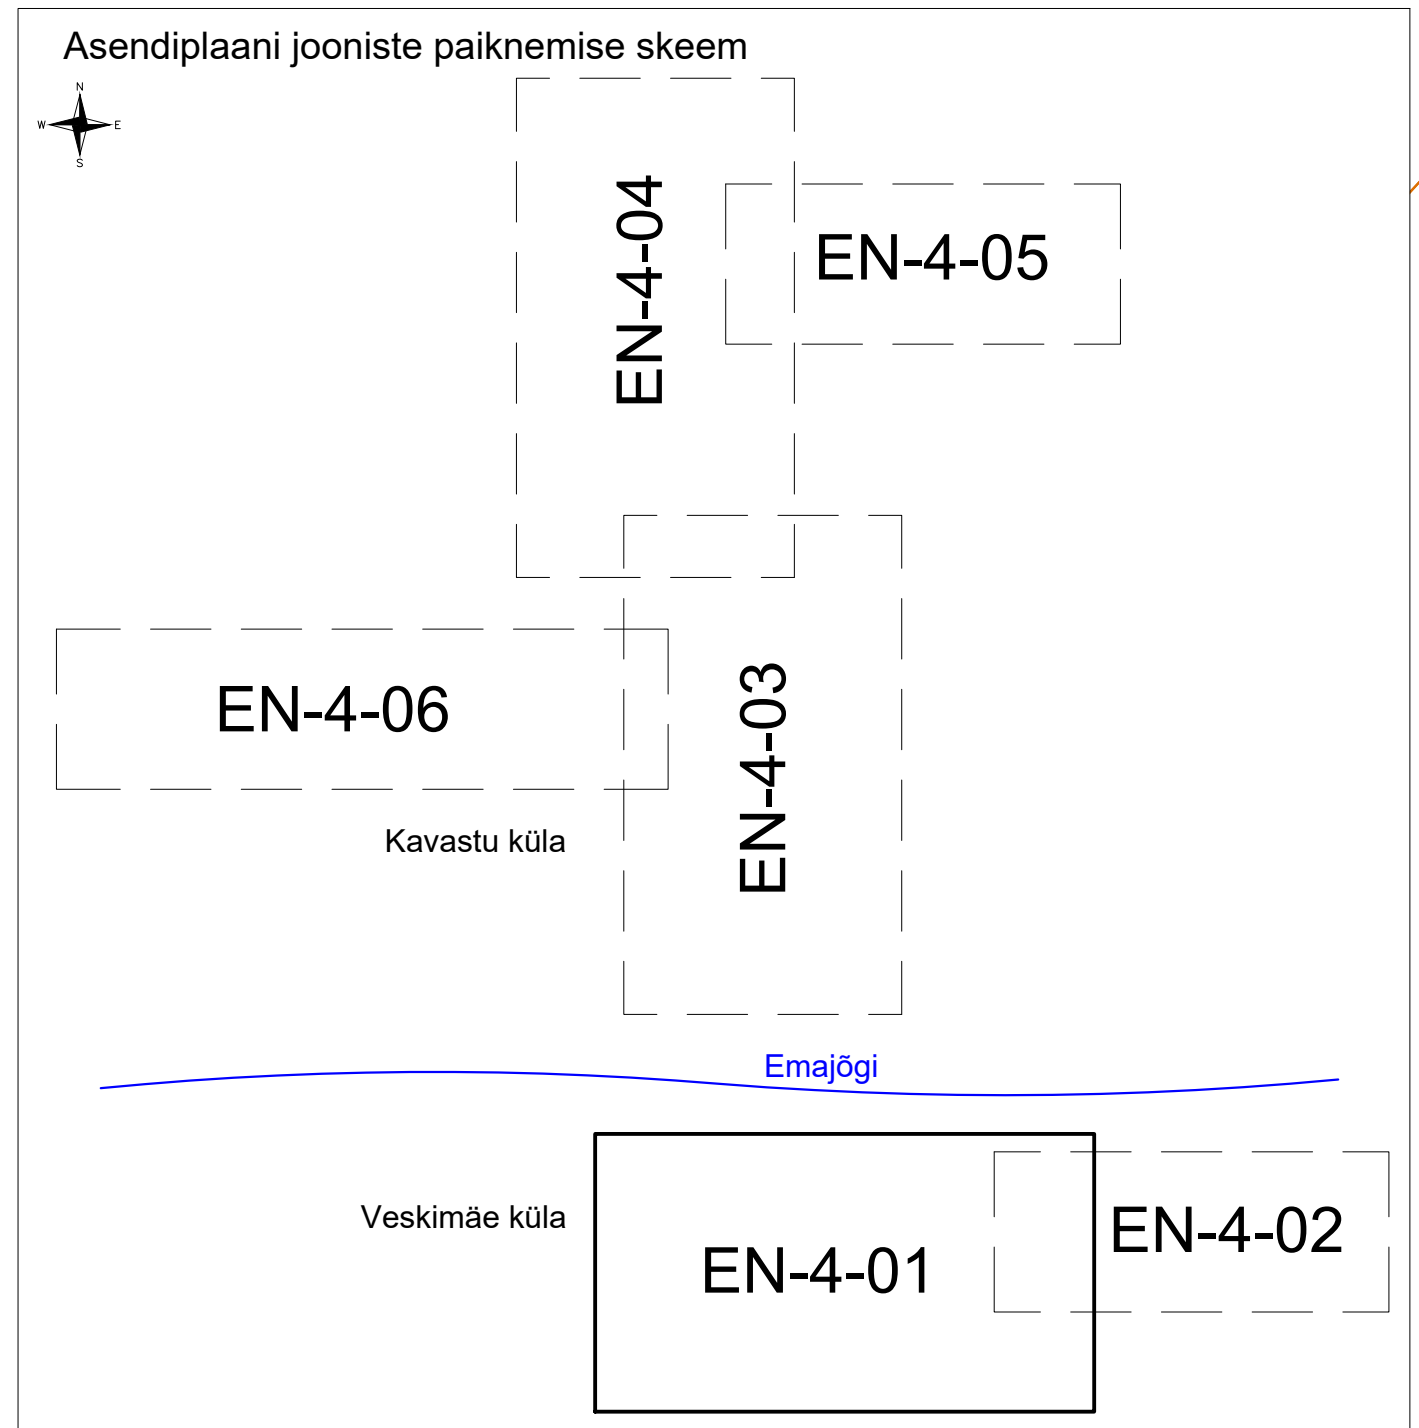 Asendiplaani jooniste paiknemise skeem
N
W E
S
EN-4-04
EN-4-05
EN-4-06
EN-4-03
Kavastu küla
Emajõgi
Veskimäe küla
EN-4-01
EN-4-02